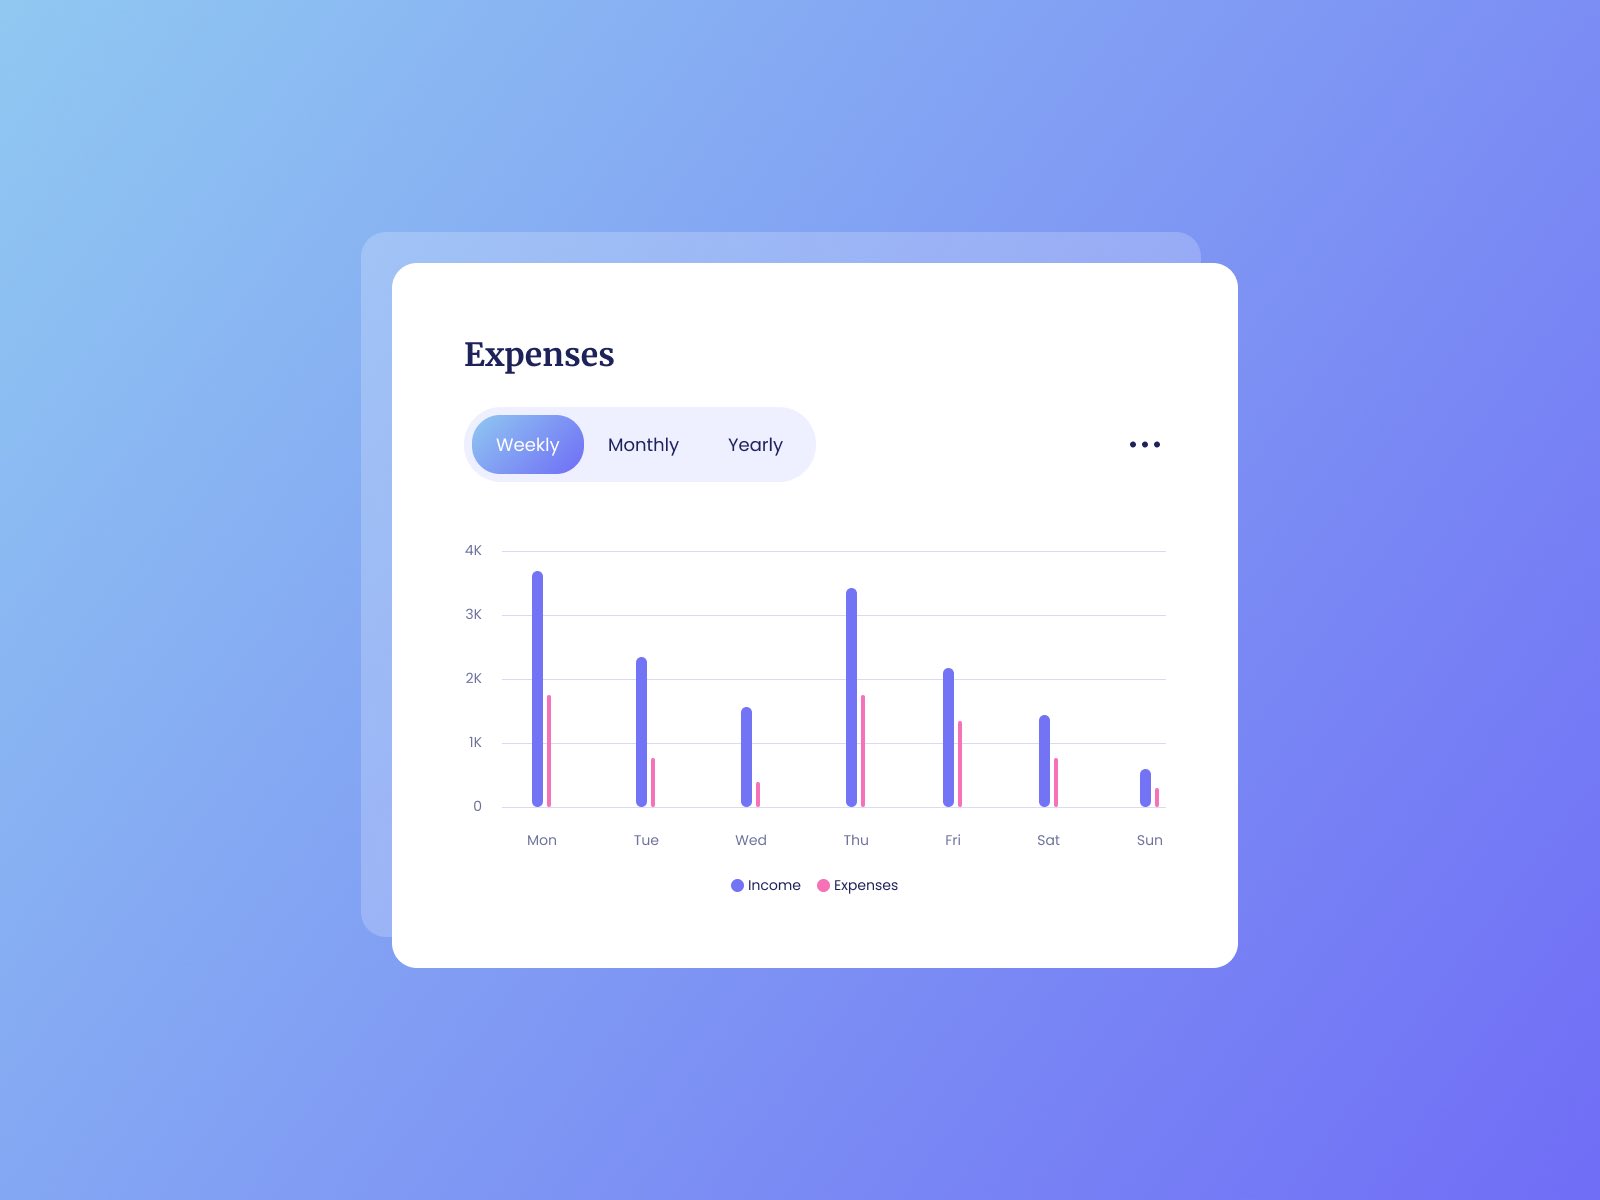 Expenses
Weekly Monthly Yearly
4K
3K
2K
1K
0
Mon Tue Wed Thu Fri Sat Sun
Income Expenses